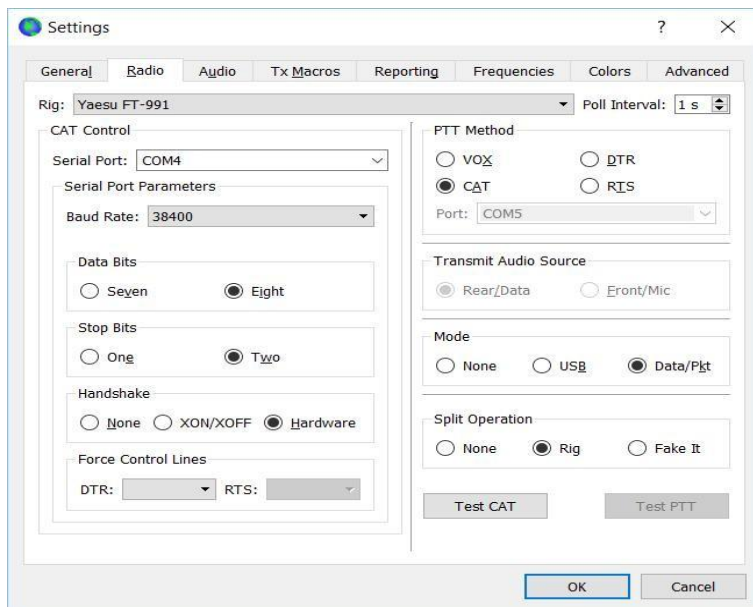 Settings
General Radio Audio Tx Macros Reporting Frequencies Colors Advanced
Rig: Yaesu FT-991 Poll Interval: 1 s
CAT Control
Serial Port: COM4
Serial Port Parameters
Baud Rate: 38400
Data Bits
Seven Eight
Stop Bits
One Two
Handshake
None XON/XOFF Hardware
Force Control Lines
DTR: RTS:
PTT Method
VOX DTR
CAT RTS
Port: COM5
Transmit Audio Source
Rear/Data Front/Mic
Mode
None USB Data/Pkt
Split Operation
None Rig Fake It
Test CAT Test PTT
OK Cancel